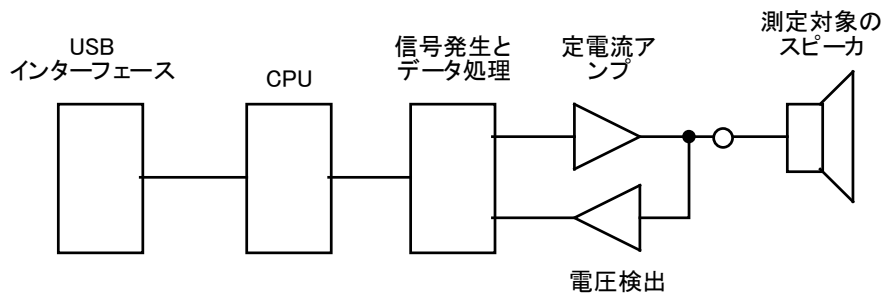 USB
インターフェース
CPU
信号発生と
データ処理
定電流ア
ンプ
測定対象の
スピーカ
電圧検出